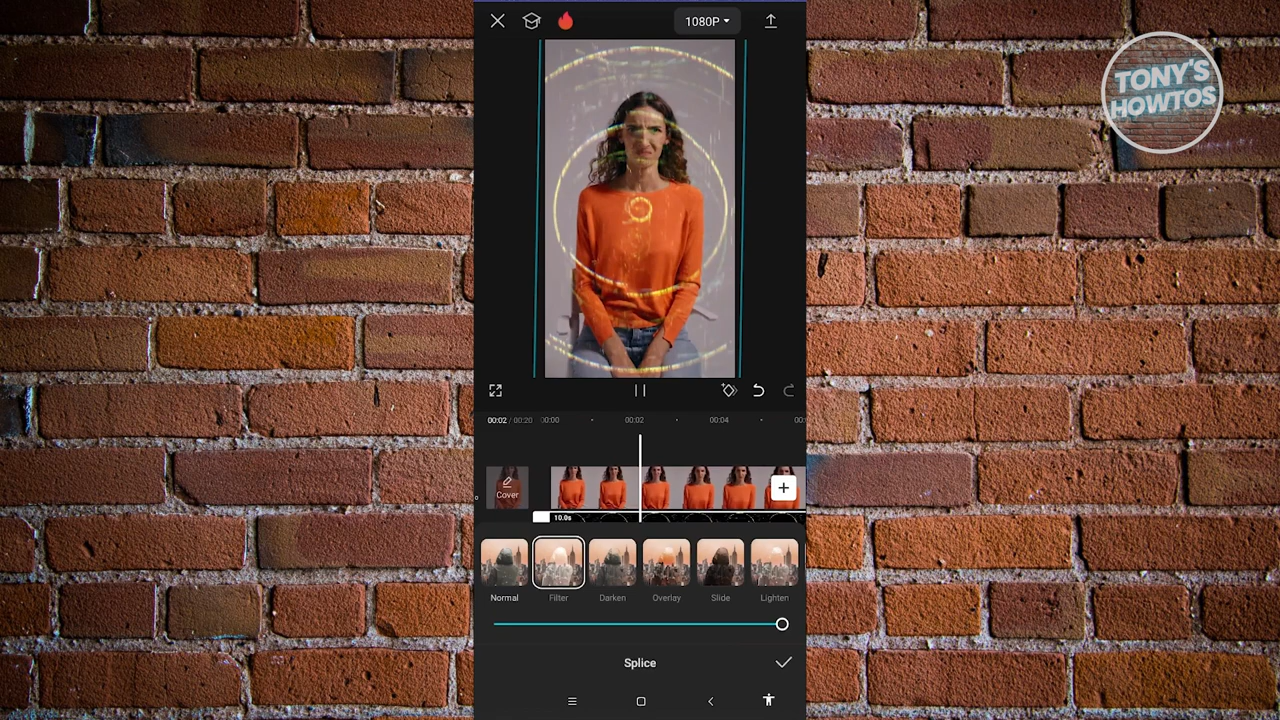 1080P
TONY'S
HOWTOS
00:02 / 00:20
00:00
00:02
00:04
Cover
10.0s
Normal
Filter
Darken
Overlay
Slide
Lighten
Splice